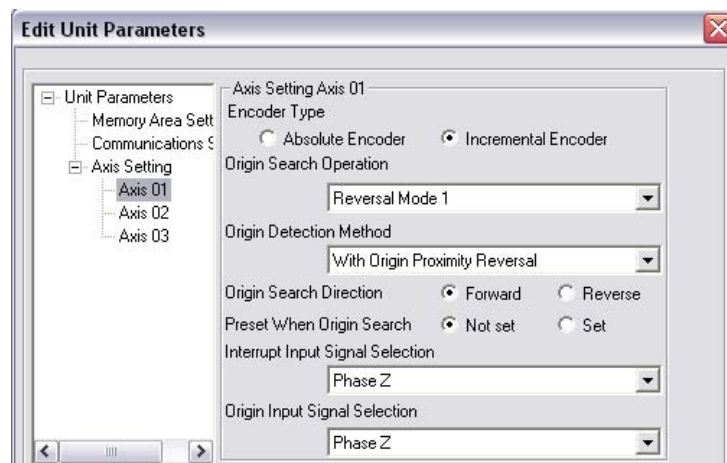 Edit Unit Parameters
Unit Parameters
Memory Area Sett
Communications S
Axis Setting
Axis 01
Axis 02
Axis 03
Axis Setting Axis 01
Encoder Type
Absolute Encoder
Incremental Encoder
Origin Search Operation
Reversal Mode 1
Origin Detection Method
With Origin Proximity Reversal
Origin Search Direction
Forward
Reverse
Preset When Origin Search
Not set
Set
Interrupt Input Signal Selection
Phase Z
Origin Input Signal Selection
Phase Z